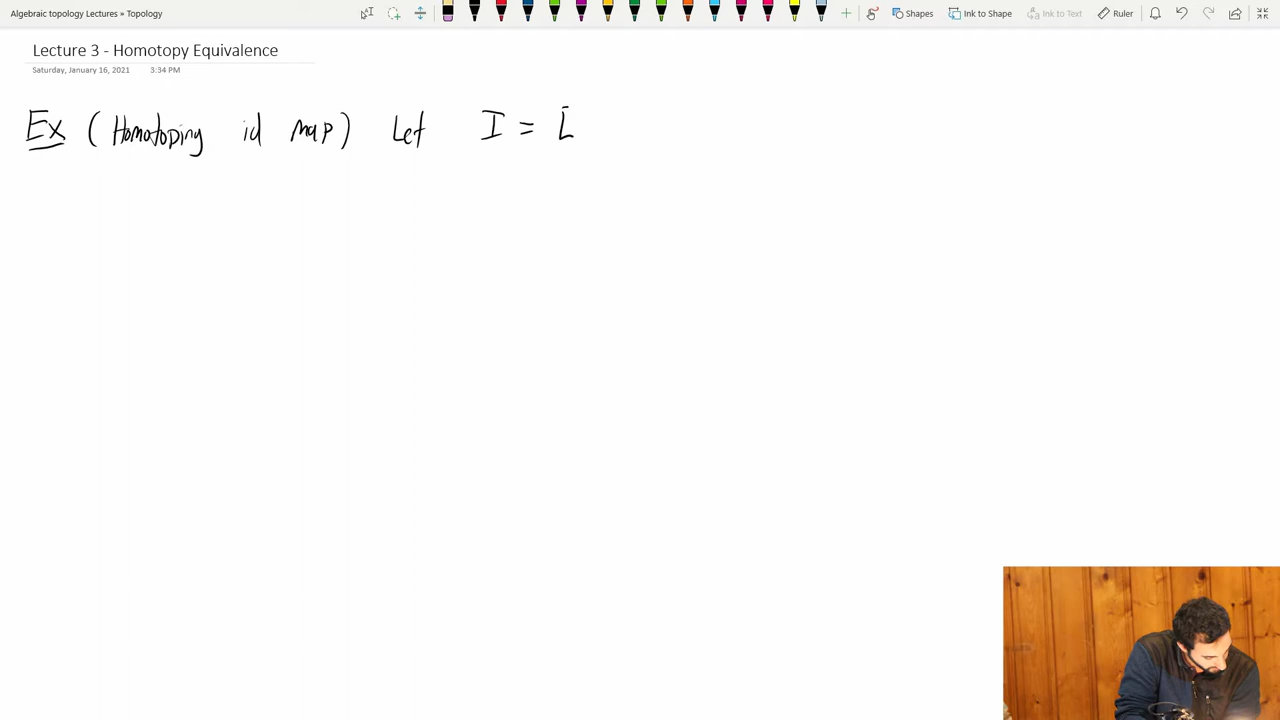 Algebraic topology Lectures » Topology
Shapes
Ink to Shape
Ink to Text
Ruler
Lecture 3 - Homotopy Equivalence
Saturday, January 16, 2021 3:34 PM
Ex (Homotoping id map) Let I = [